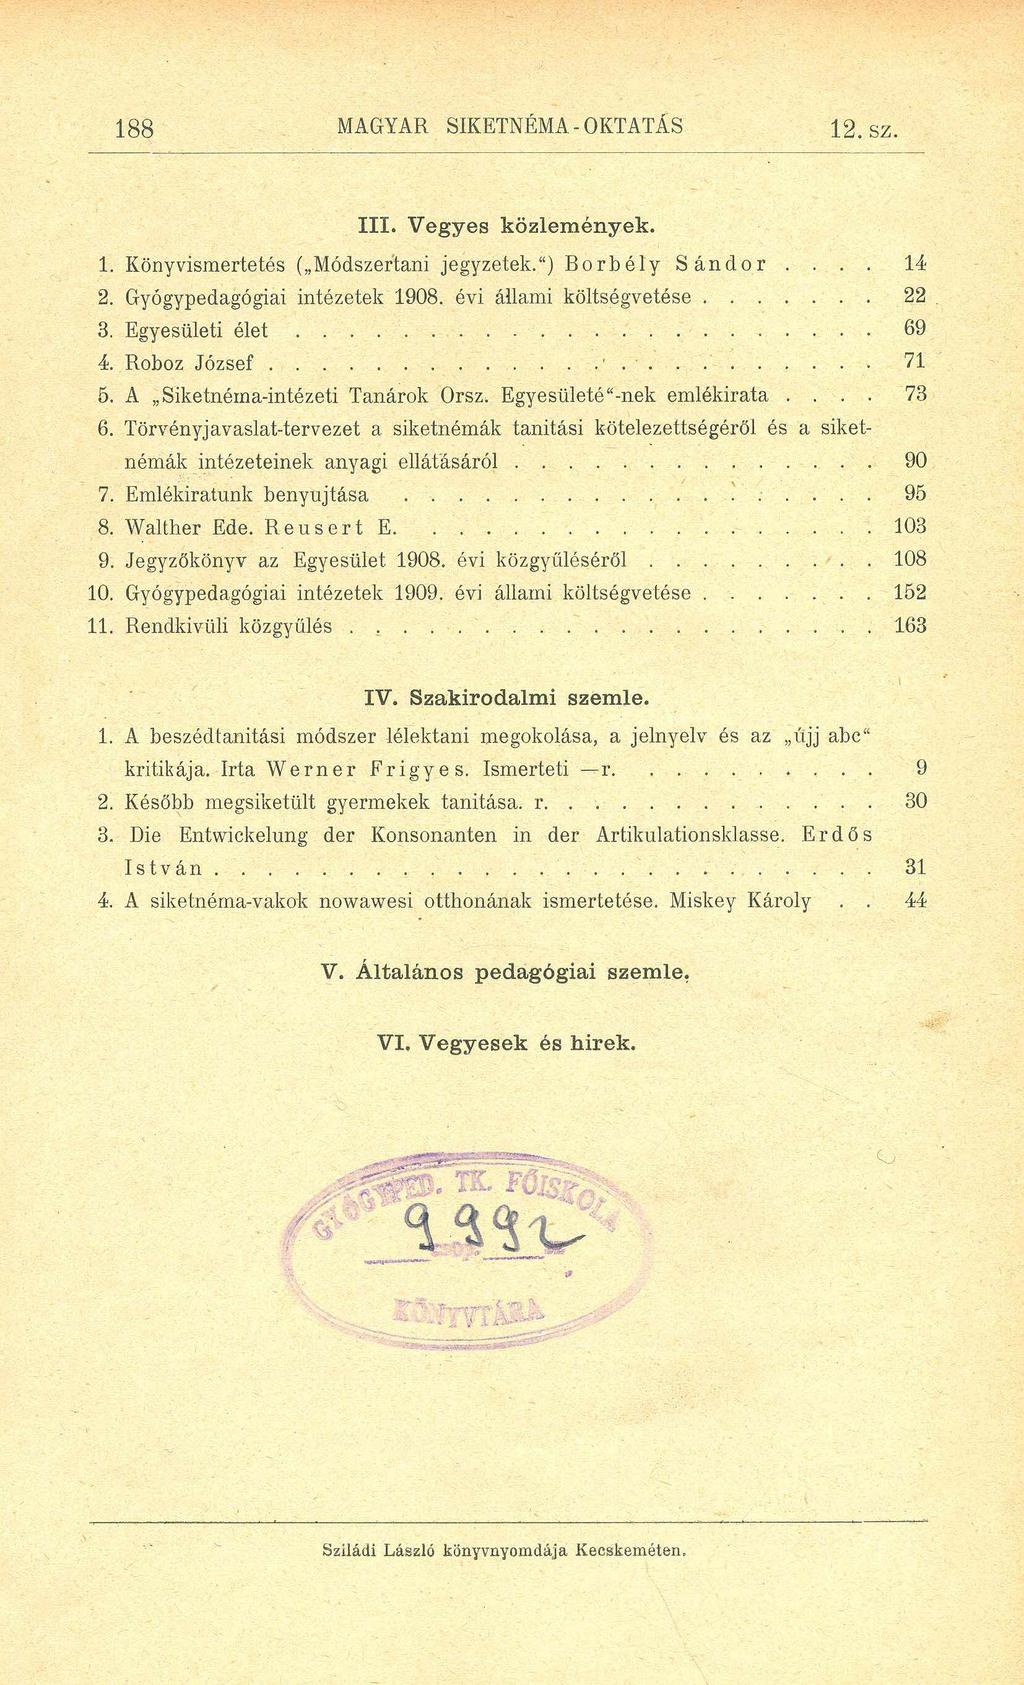 188 MAGYAR SIKETNÉMA-OKTATÁS 12. sz.
III. Vegyes közlemények.
1. Könyvismertetés („Módszertani jegyzetek.“) Borbély Sándor . . . . 14
2. Gyógypedagógiai intézetek 1908. évi állami költségvetése . . . . . . . 22
3. Egyesületi élet . . . . . . . . . . . . . . . . . . . . . . 69
4. Roboz József . . . . . . . . . . . . . . . . . . . . . . . 71
5. A „Siketnéma-intézeti Tanárok Orsz. Egyesületé“-nek emlékirata . . . . 73
6. Törvényjavaslat-tervezet a siketnémák tanitási kötelezettségéről és a siket-
némák intézeteinek anyagi ellátásáról . . . . . . . . . . . . . . 90
7. Emlékiratunk benyujtása . . . . . . . . . . . . . . . . . . 95
8. Walther Ede. Reusert E. . . . . . . . . . . . . . . . . . . 103
9. Jegyzőkönyv az Egyesület 1908. évi közgyűléséről . . . . . . . . . 108
10. Gyógypedagógiai intézetek 1909. évi állami költségvetése . . . . . . . 152
11. Rendkivüli közgyűlés . . . . . . . . . . . . . . . . . . . . 163
IV. Szakirodalmi szemle.
1. A beszédtanitási módszer lélektani megokolása, a jelnyelv és az „újj abc“
kritikája. Irta Werner Frigyes. Ismerteti —r. . . . . . . . . . . 9
2. Később megsiketült gyermekek tanitása. r. . . . . . . . . . . . . 30
3. Die Entwickelung der Konsonanten in der Artikulationsklasse. Erdős
István . . . . . . . . . . . . . . . . . . . . . . . . . 31
4. A siketnéma-vakok nowawesi otthonának ismertetése. Miskey Károly . . 44
V. Általános pedagógiai szemle.
VI. Vegyesek és hirek.
GYÓGYPED. TK. FŐISKOLA
9992
KÖNYVTÁRA
Sziládi László könyvnyomdája Kecskeméten.